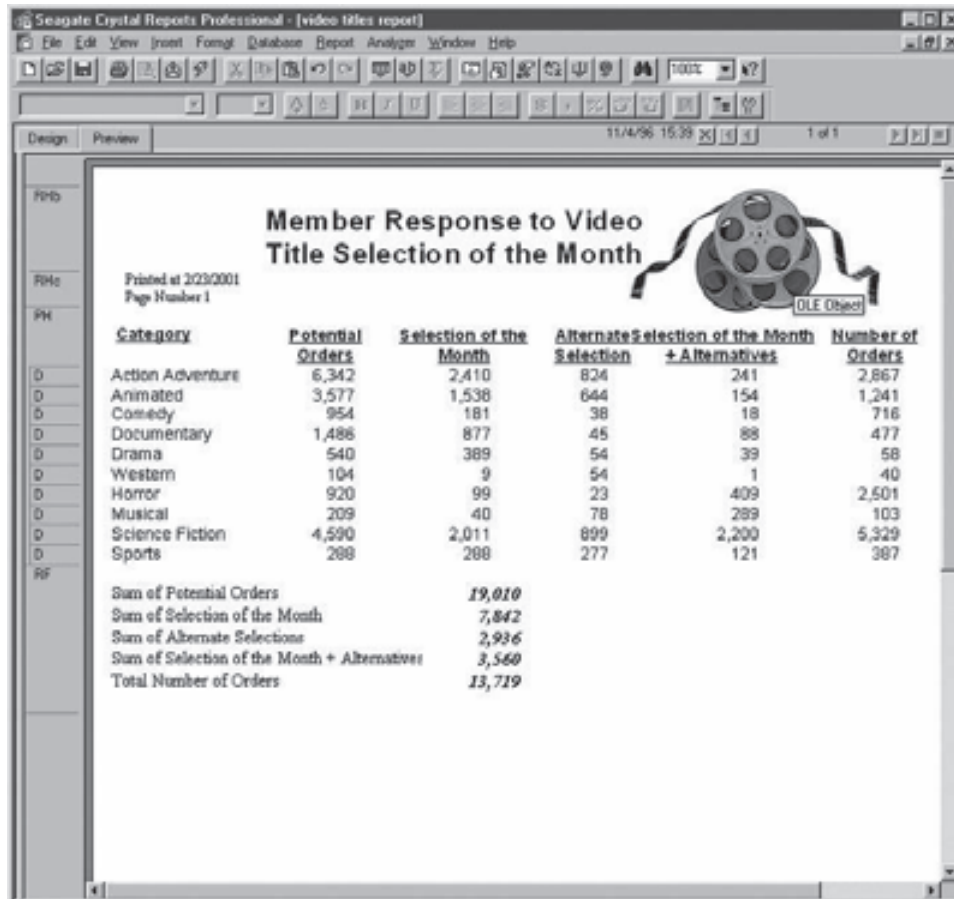 Seagate Crystal Reports Professional - [video titles report]
File Edit View Insert Format Database Report Analyzer Window Help
100%
Design Preview 11/4/96 15:39 1 of 1
RHb
Member Response to Video
Title Selection of the Month
RHc
Printed at 2/23/2001
Page Number 1
OLE Object
PH
Category Potential Selection of the Alternate Selection of the Month Number of
Orders Month Selection + Alternatives Orders
D Action Adventure 6,342 2,410 824 241 2,867
D Animated 3,577 1,538 644 154 1,241
D Comedy 954 181 38 18 716
D Documentary 1,486 877 45 88 477
D Drama 540 389 54 39 58
D Western 104 9 54 1 40
D Horror 920 99 23 409 2,501
D Musical 209 40 78 289 103
D Science Fiction 4,590 2,011 899 2,200 5,329
D Sports 288 288 277 121 387
RF
Sum of Potential Orders 19,010
Sum of Selection of the Month 7,842
Sum of Alternate Selections 2,936
Sum of Selection of the Month + Alternatives 3,560
Total Number of Orders 13,719